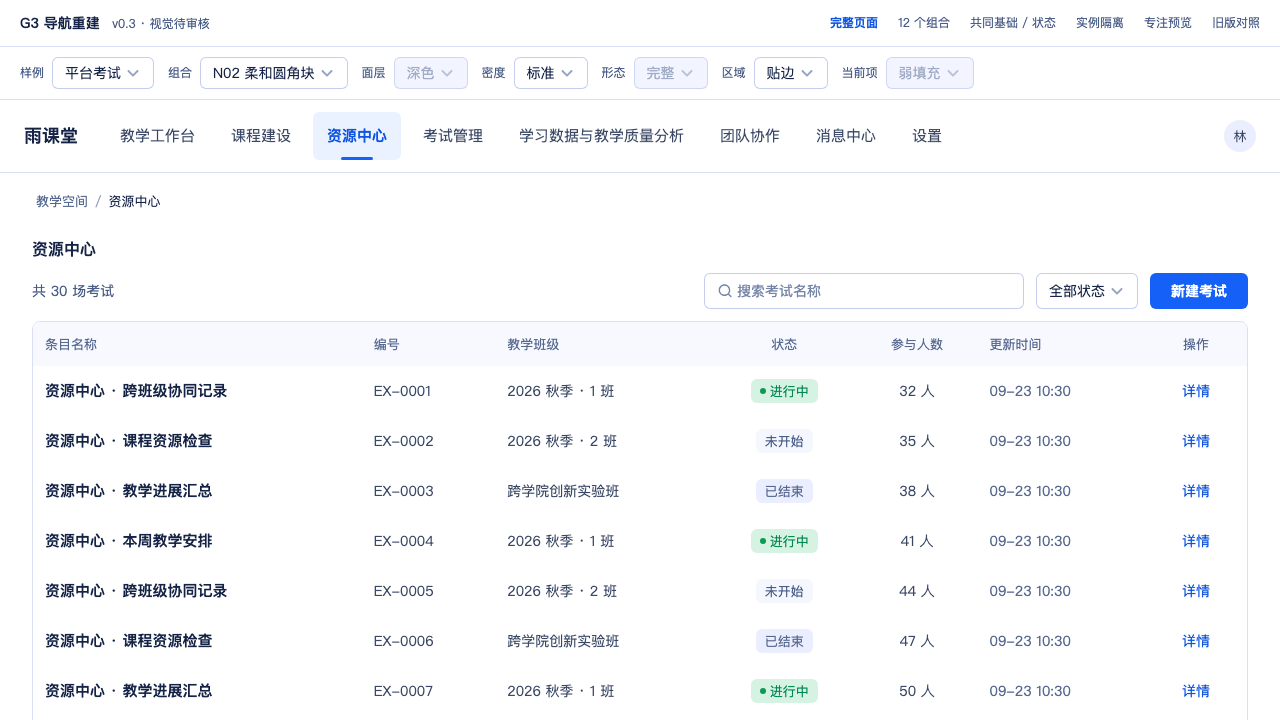 G3 导航重建 v0.3 · 视觉待审核 完整页面 12 个组合 共同基础 / 状态 实例隔离 专注预览 旧版对照
样例 平台考试 组合 N02 柔和圆角块 面层 深色 密度 标准 形态 完整 区域 贴边 当前项 弱填充
雨课堂 教学工作台 课程建设 资源中心 考试管理 学习数据与教学质量分析 团队协作 消息中心 设置 林
教学空间 / 资源中心
资源中心
共 30 场考试 搜索考试名称 全部状态 新建考试
条目名称 编号 教学班级 状态 参与人数 更新时间 操作
资源中心 · 跨班级协同记录 EX-0001 2026 秋季 · 1 班 进行中 32 人 09-23 10:30 详情
资源中心 · 课程资源检查 EX-0002 2026 秋季 · 2 班 未开始 35 人 09-23 10:30 详情
资源中心 · 教学进展汇总 EX-0003 跨学院创新实验班 已结束 38 人 09-23 10:30 详情
资源中心 · 本周教学安排 EX-0004 2026 秋季 · 1 班 进行中 41 人 09-23 10:30 详情
资源中心 · 跨班级协同记录 EX-0005 2026 秋季 · 2 班 未开始 44 人 09-23 10:30 详情
资源中心 · 课程资源检查 EX-0006 跨学院创新实验班 已结束 47 人 09-23 10:30 详情
资源中心 · 教学进展汇总 EX-0007 2026 秋季 · 1 班 进行中 50 人 09-23 10:30 详情